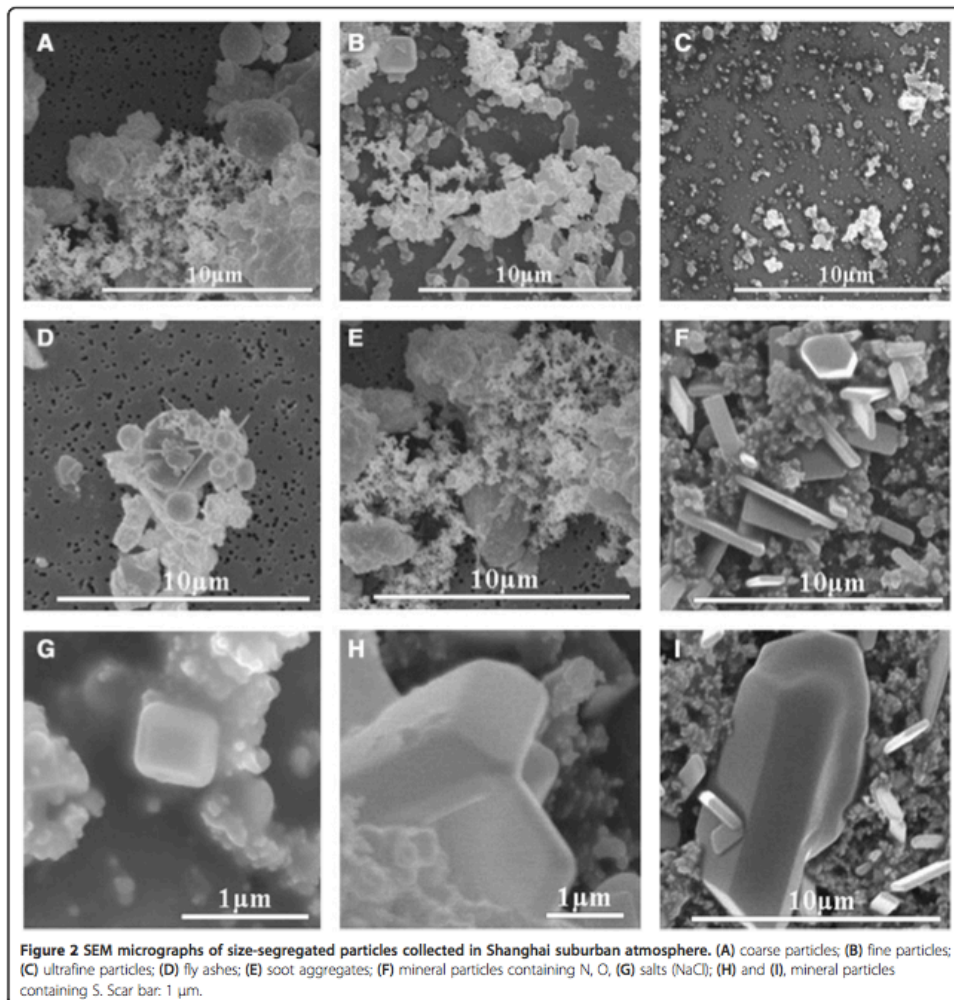 A
B
C
10μm
10μm
10μm
D
E
F
10μm
10μm
10μm
G
H
I
1μm
1μm
10μm
Figure 2 SEM micrographs of size-segregated particles collected in Shanghai suburban atmosphere. (A) coarse particles; (B) fine particles;
(C) ultrafine particles; (D) fly ashes; (E) soot aggregates; (F) mineral particles containing N, O, (G) salts (NaCl); (H) and (I), mineral particles
containing S. Scar bar: 1 μm.